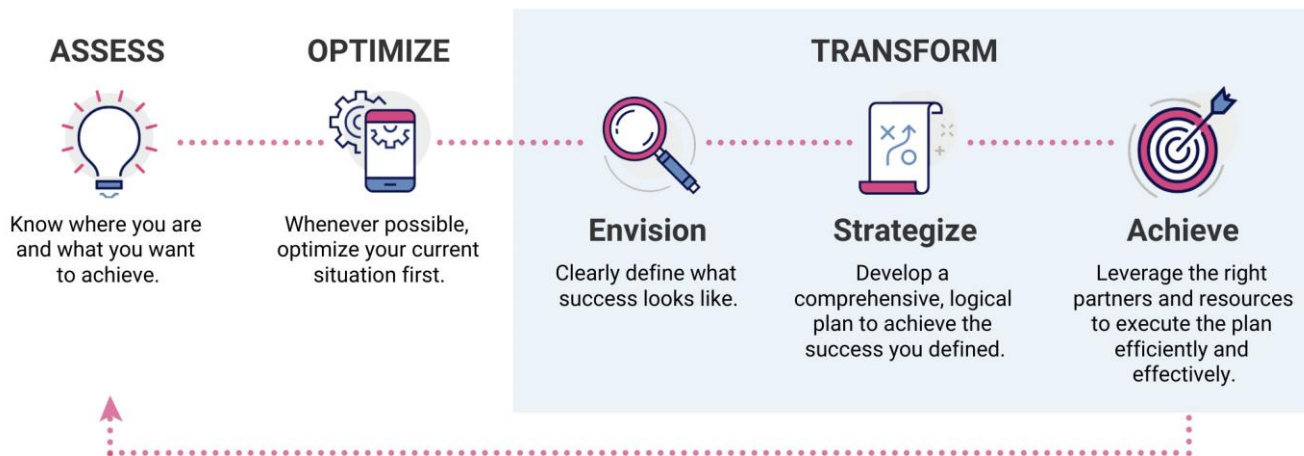 ASSESS
Know where you are
and what you want
to achieve.
OPTIMIZE
Whenever possible,
optimize your current
situation first.
TRANSFORM
Envision
Clearly define what
success looks like.
Strategize
Develop a
comprehensive, logical
plan to achieve the
success you defined.
Achieve
Leverage the right
partners and resources
to execute the plan
efficiently and
effectively.